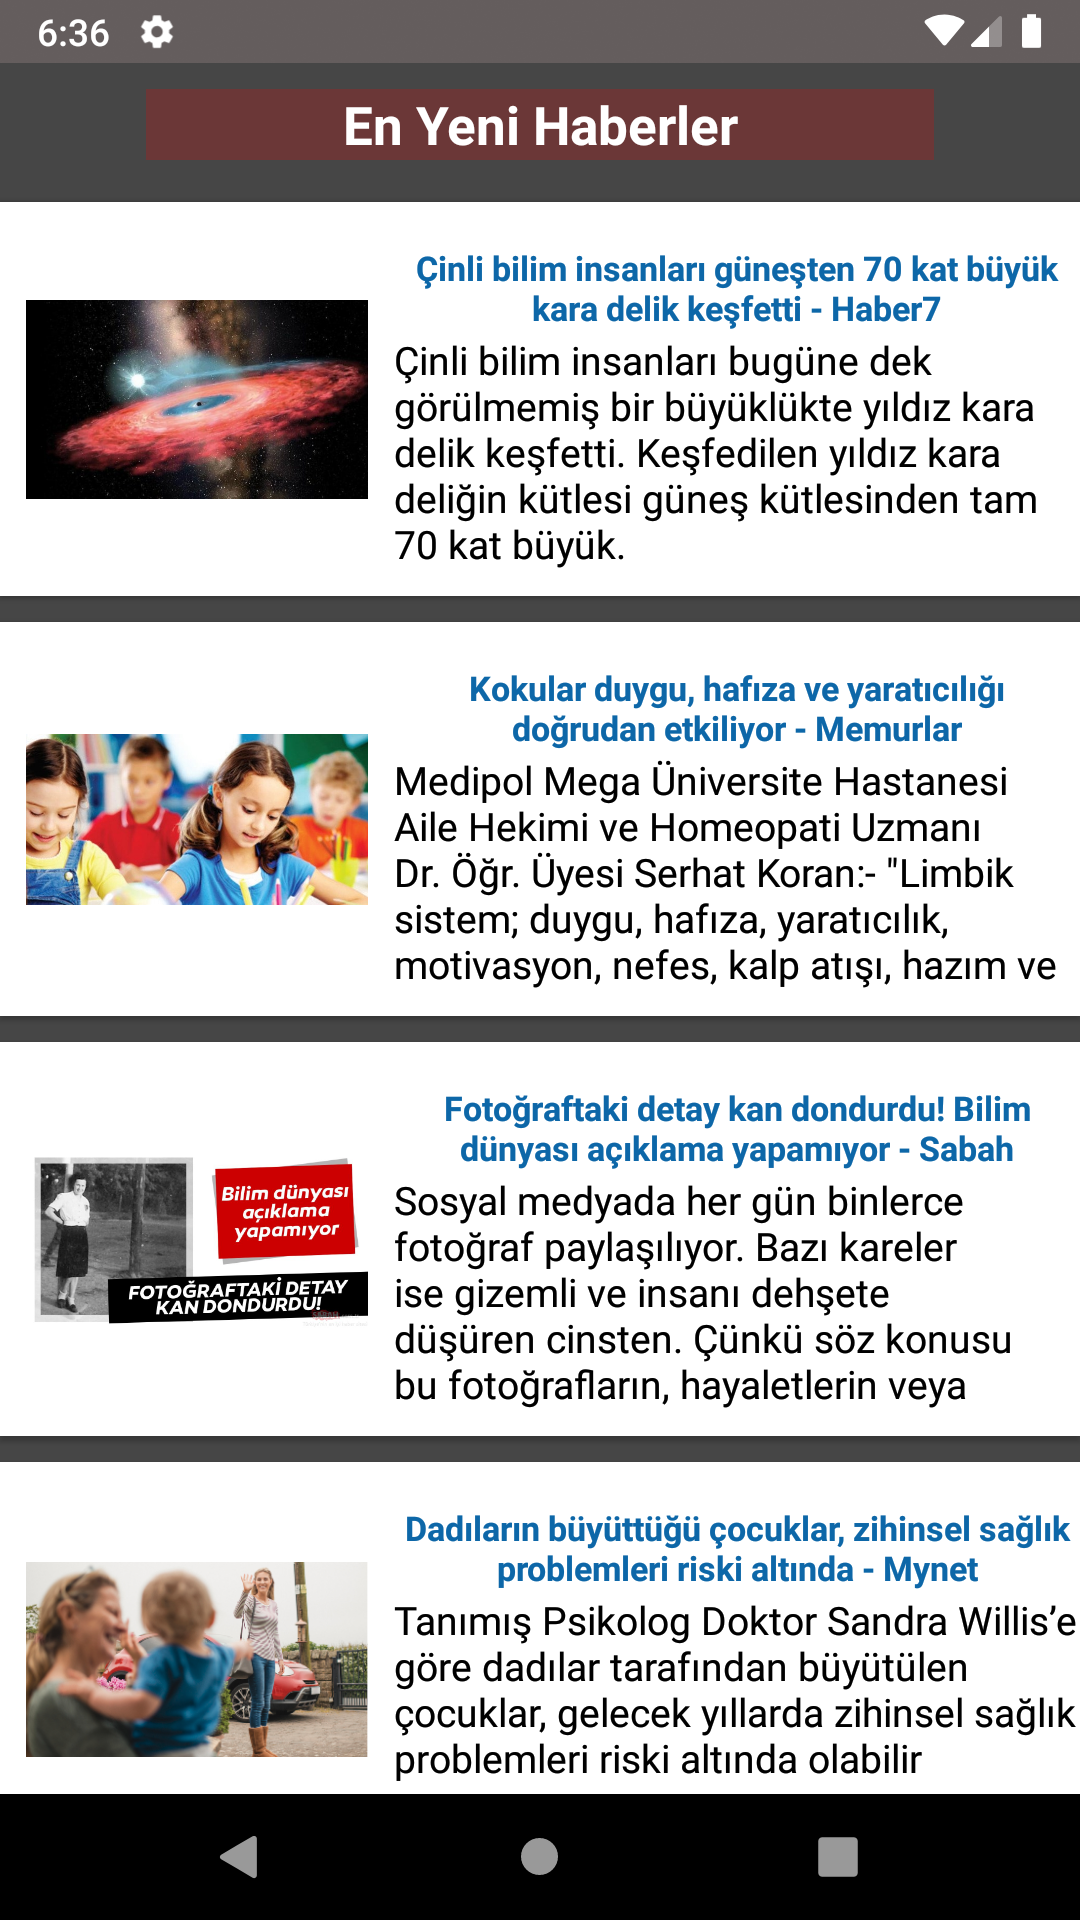 6:36
En Yeni Haberler
Çinli bilim insanları güneşten 70 kat büyük
kara delik keşfetti - Haber7
Çinli bilim insanları bugüne dek
görülmemiş bir büyüklükte yıldız kara
delik keşfetti. Keşfedilen yıldız kara
deliğin kütlesi güneş kütlesinden tam
70 kat büyük.
Kokular duygu, hafıza ve yaratıcılığı
doğrudan etkiliyor - Memurlar
Medipol Mega Üniversite Hastanesi
Aile Hekimi ve Homeopati Uzmanı
Dr. Öğr. Üyesi Serhat Koran:- "Limbik
sistem; duygu, hafıza, yaratıcılık,
motivasyon, nefes, kalp atışı, hazım ve
Fotoğraftaki detay kan dondurdu! Bilim
dünyası açıklama yapamıyor - Sabah
Bilim dünyası
açıklama
yapamıyor
FOTOĞRAFTAKİ DETAY
KAN DONDURDU!
Sosyal medyada her gün binlerce
fotoğraf paylaşılıyor. Bazı kareler
ise gizemli ve insanı dehşete
düşüren cinsten. Çünkü söz konusu
bu fotoğrafların, hayaletlerin veya
Dadıların büyüttüğü çocuklar, zihinsel sağlık
problemleri riski altında - Mynet
Tanımış Psikolog Doktor Sandra Willis’e
göre dadılar tarafından büyütülen
çocuklar, gelecek yıllarda zihinsel sağlık
problemleri riski altında olabilir